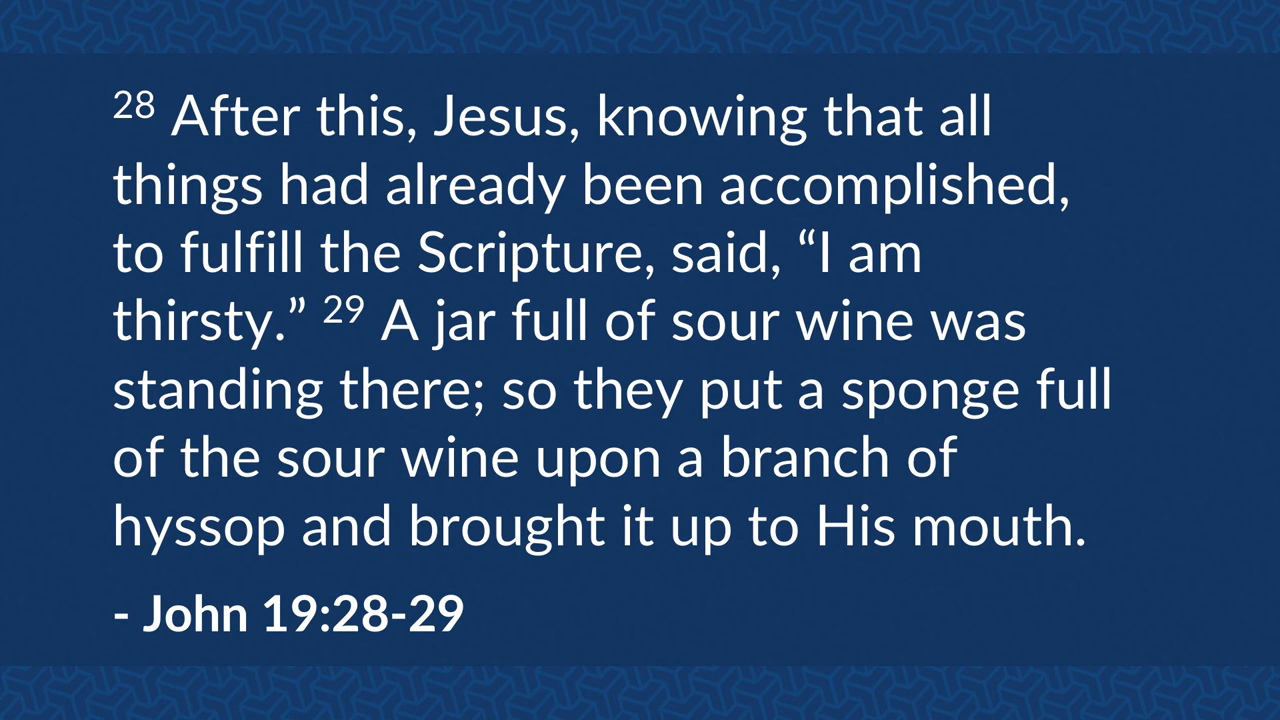 28 After this, Jesus, knowing that all
things had already been accomplished,
to fulfill the Scripture, said, “I am
thirsty.” 29 A jar full of sour wine was
standing there; so they put a sponge full
of the sour wine upon a branch of
hyssop and brought it up to His mouth.
- John 19:28-29